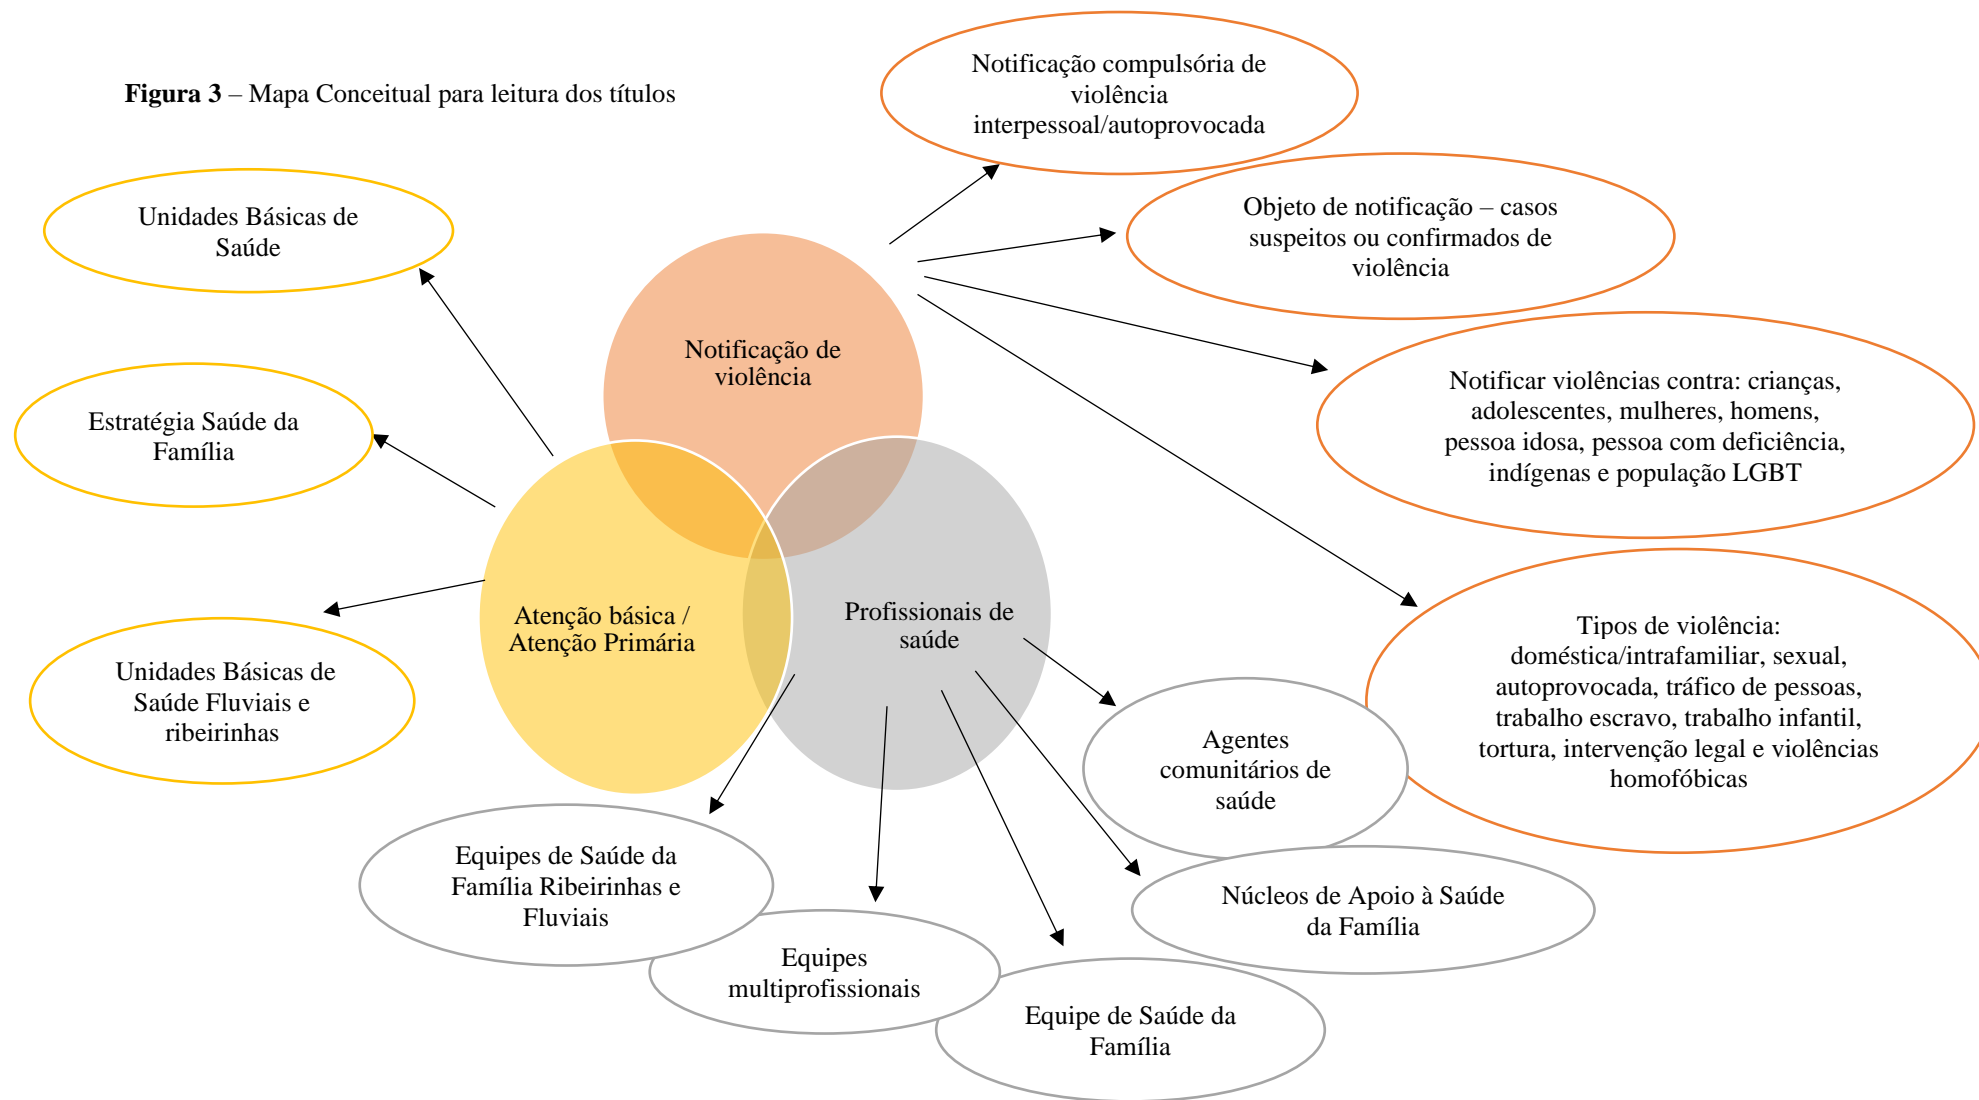 Figura 3 – Mapa Conceitual para leitura dos títulos
Notificação compulsória de
violência
interpessoal/autoprovocada
Objeto de notificação – casos
suspeitos ou confirmados de
violência
Notificar violências contra: crianças,
adolescentes, mulheres, homens,
pessoa idosa, pessoa com deficiência,
indígenas e população LGBT
Tipos de violência:
doméstica/intrafamiliar, sexual,
autoprovocada, tráfico de pessoas,
trabalho escravo, trabalho infantil,
tortura, intervenção legal e violências
homofóbicas
Unidades Básicas de
Saúde
Estratégia Saúde da
Família
Unidades Básicas de
Saúde Fluviais e
ribeirinhas
Notificação de
violência
Atenção básica /
Atenção Primária
Profissionais de
saúde
Agentes
comunitários de
saúde
Núcleos de Apoio à Saúde
da Família
Equipe de Saúde da
Família
Equipes
multiprofissionais
Equipes de Saúde da
Família Ribeirinhas e
Fluviais